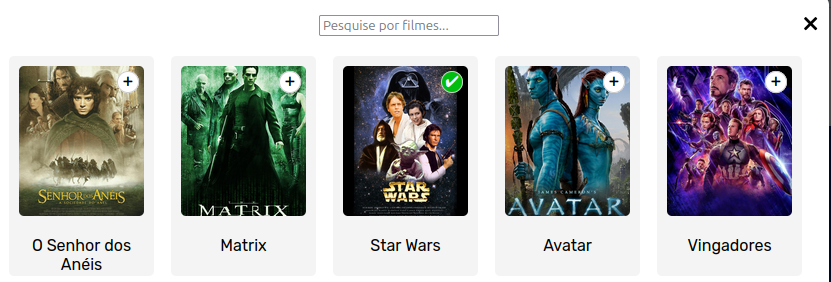 Pesquise por filmes...
SENHOR DOS ANÉIS
MATRIX
STAR
WARS
JAMES CAMERON'S
AVATAR
O Senhor dos
Anéis
Matrix
Star Wars
Avatar
Vingadores